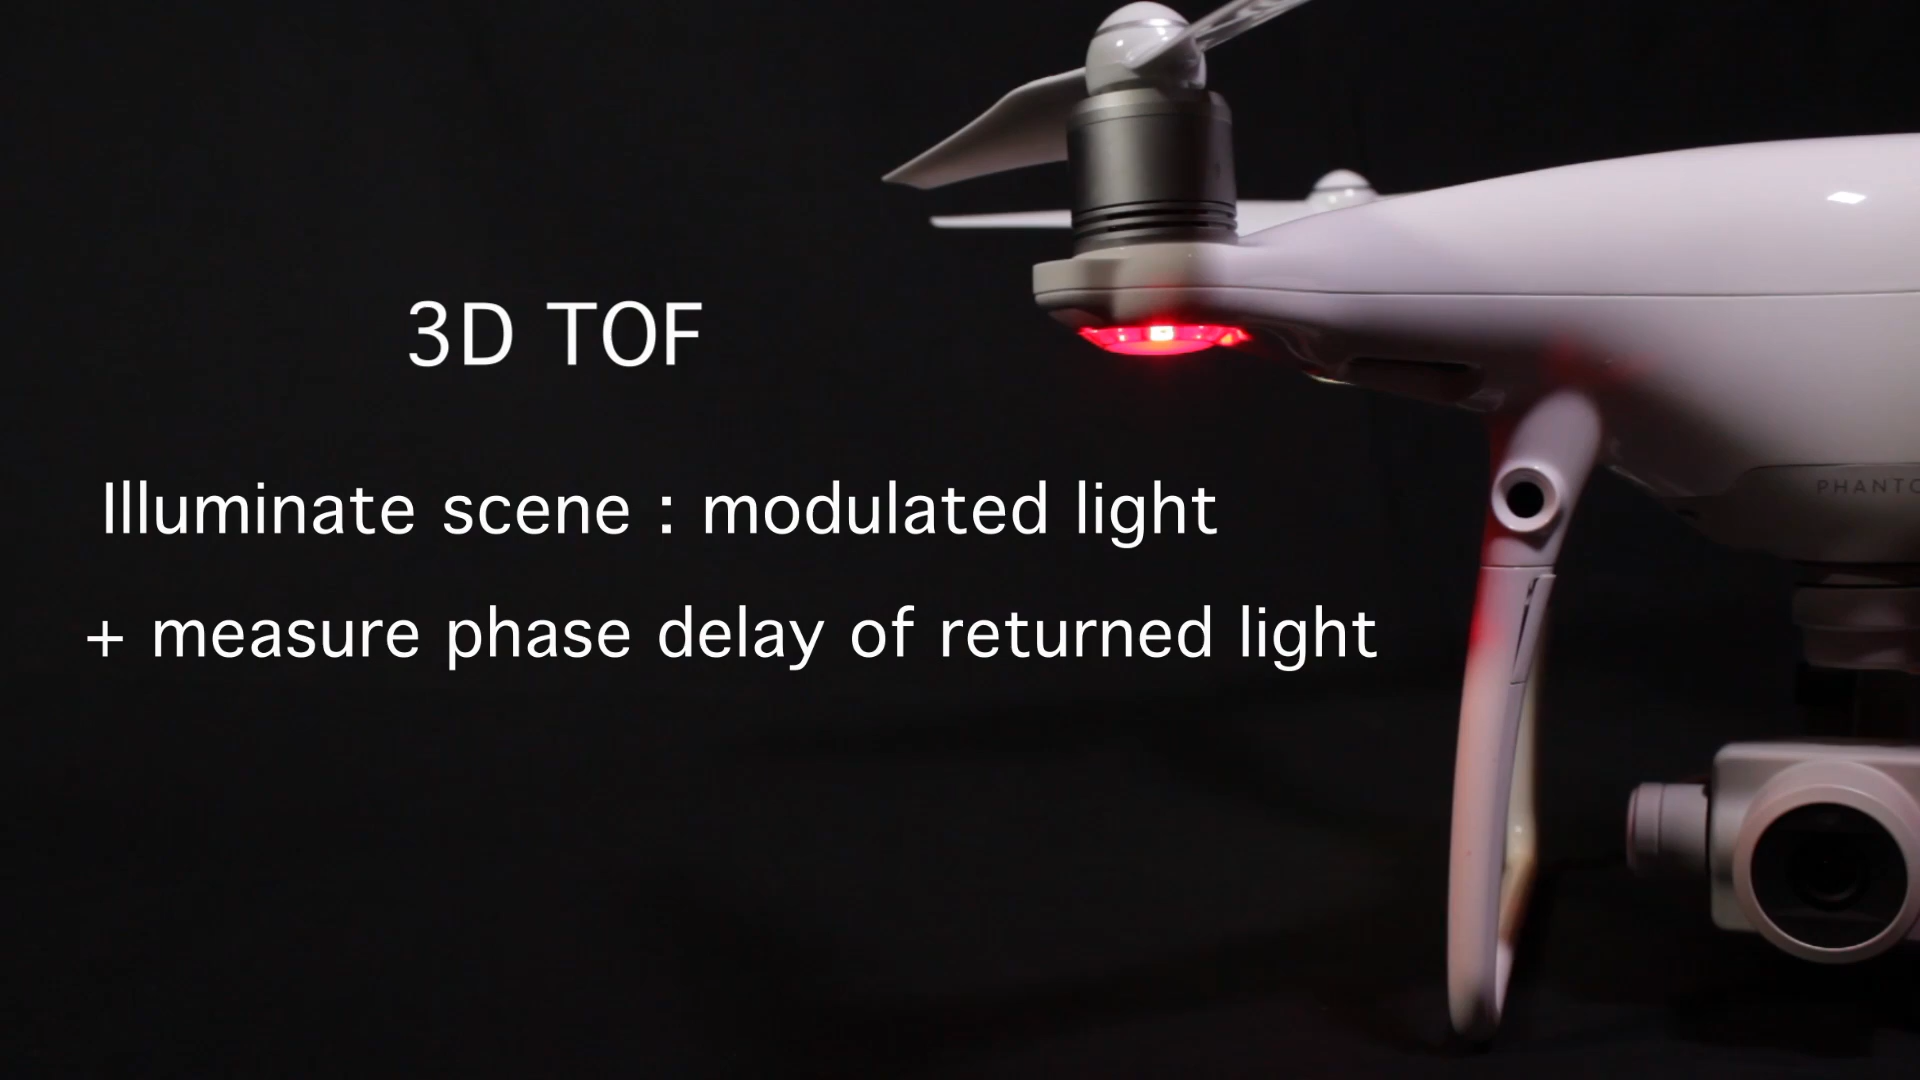 3D TOF
Illuminate scene : modulated light
+ measure phase delay of returned light